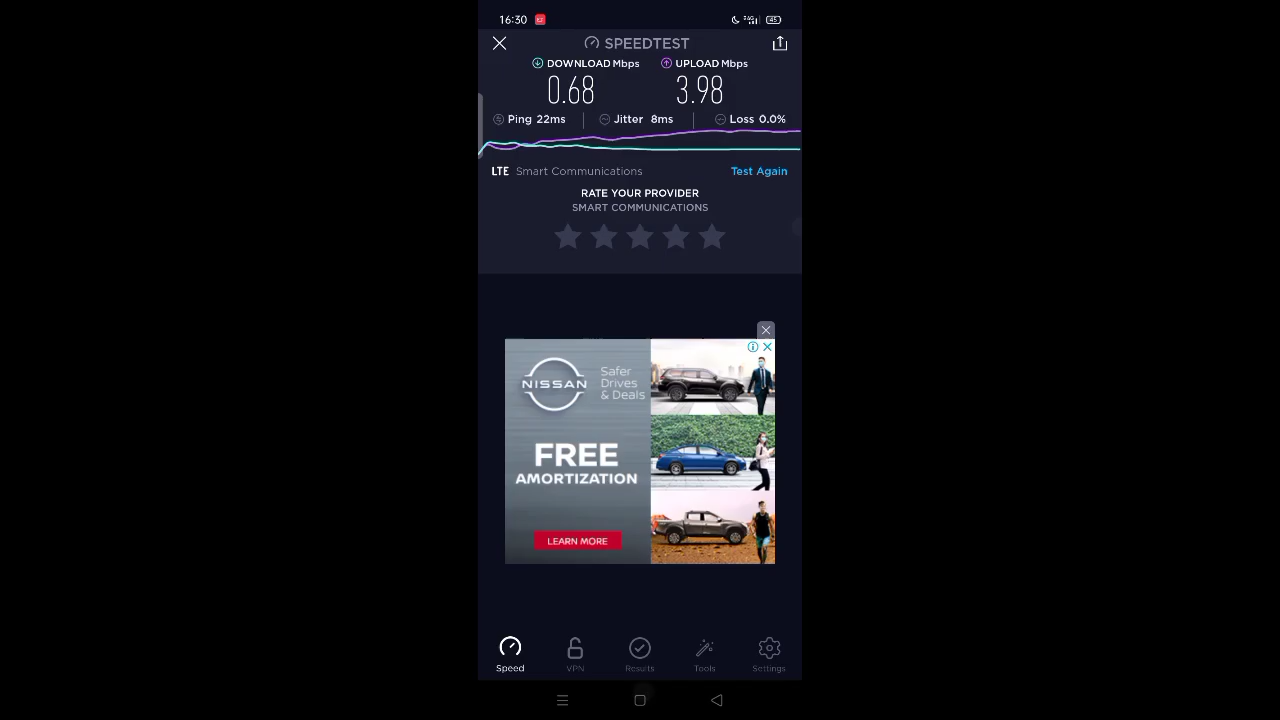 16:30
45
SPEEDTEST
DOWNLOAD Mbps
UPLOAD Mbps
0.68
3.98
Ping 22ms
Jitter 8ms
Loss 0.0%
LTE Smart Communications
Test Again
RATE YOUR PROVIDER
SMART COMMUNICATIONS
NISSAN
Safer
Drives
& Deals
FREE
AMORTIZATION
LEARN MORE
Speed
VPN
Results
Tools
Settings